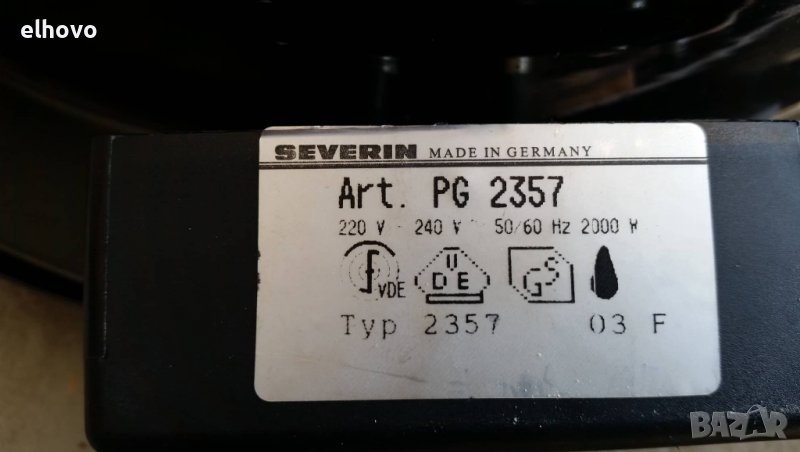 elhovo
SEVERIN MADE IN GERMANY
Art. PG 2357
220 V - 240 V 50/60 Hz 2000 W
VDE
U
D E
GS
Typ 2357 03 F
BAZAR